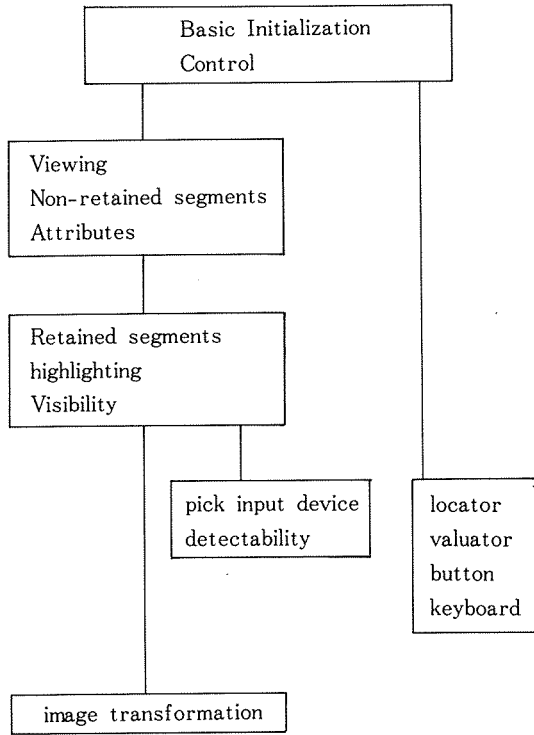 Basic Initialization
Control
Viewing
Non-retained segments
Attributes
Retained segments
highlighting
Visibility
pick input device
detectability
locator
valuator
button
keyboard
image transformation